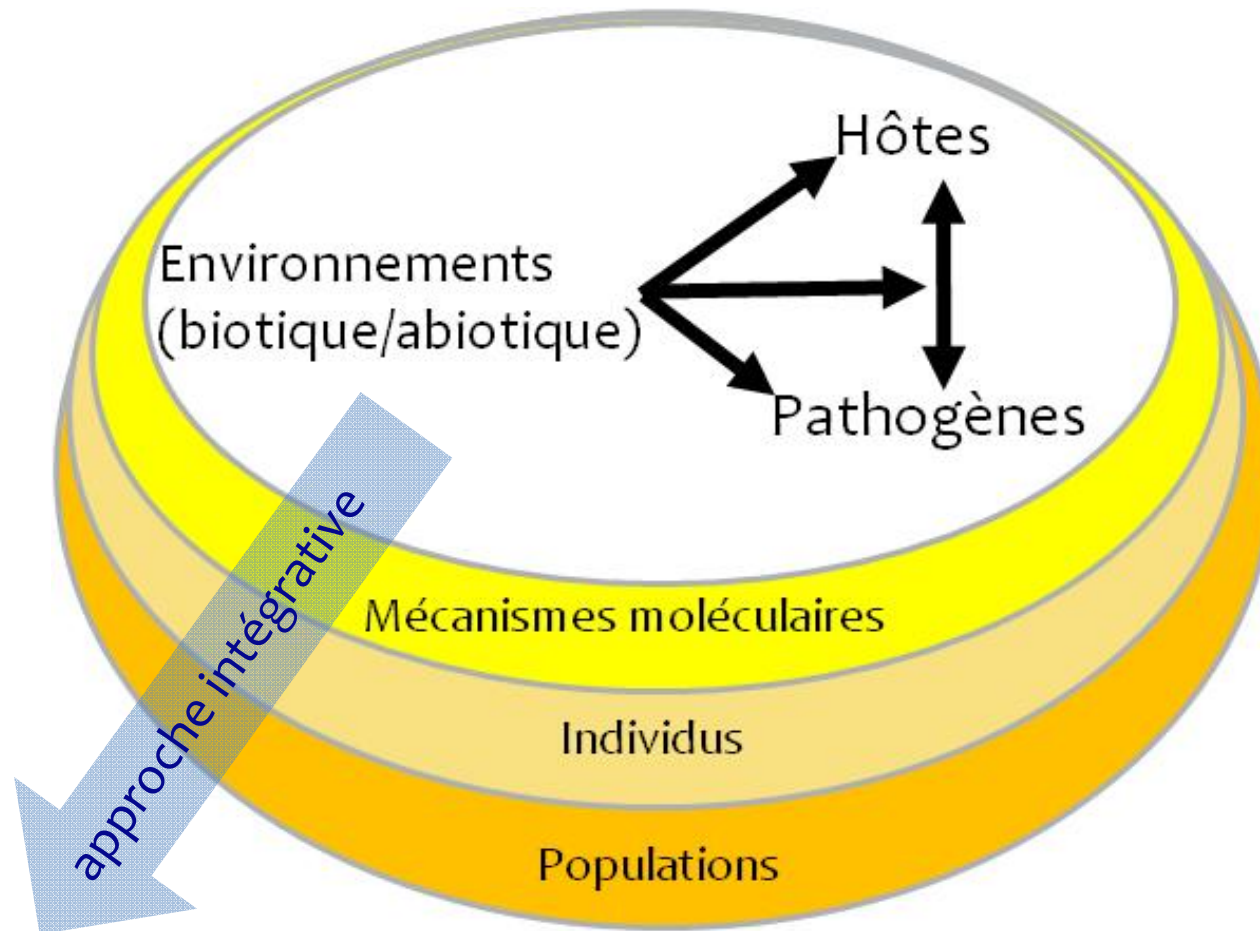 Hôtes
Environnements
(biotique/abiotique)
Pathogènes
approche intégrative
Mécanismes moléculaires
Individus
Populations